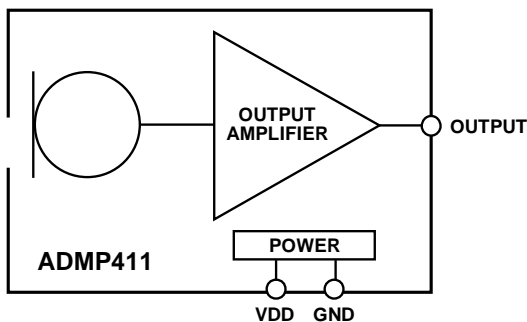 OUTPUT
AMPLIFIER
OUTPUT
POWER
ADMP411
VDD GND